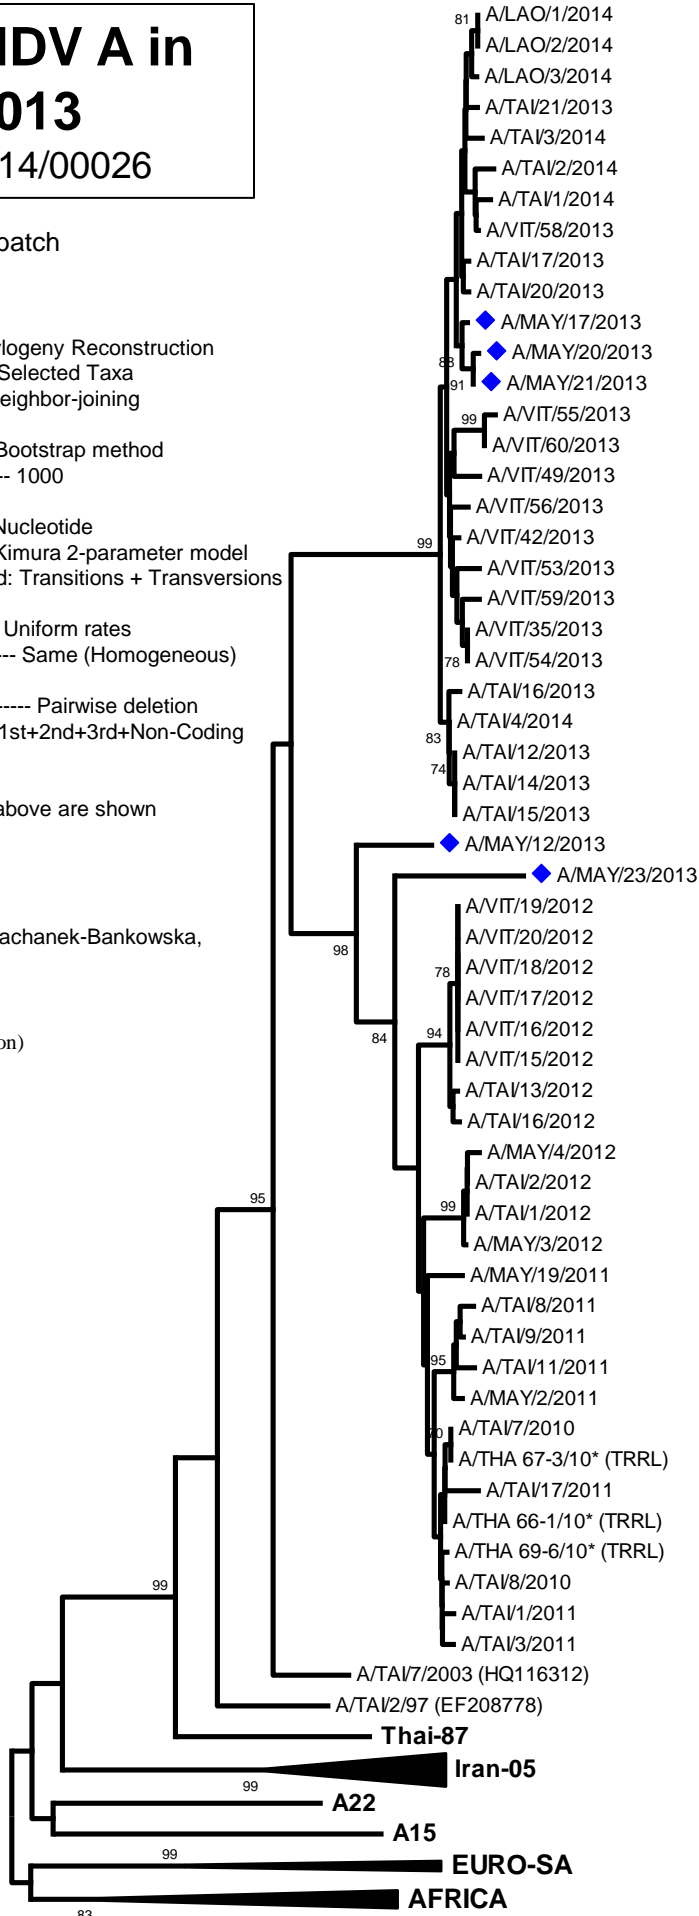 MDV A in
013
14/00026
patch
logeny Reconstruction
Selected Taxa
eighbor-joining
Bootstrap method
-- 1000
Nucleotide
Kimura 2-parameter model
d: Transitions + Transversions
Uniform rates
--- Same (Homogeneous)
----- Pairwise deletion
1st+2nd+3rd+Non-Coding
above are shown
achanek-Bankowska,
on)
81
A/LAO/1/2014
A/LAO/2/2014
A/LAO/3/2014
A/TAI/21/2013
A/TAI/3/2014
A/TAI/2/2014
A/TAI/1/2014
A/VIT/58/2013
A/TAI/17/2013
A/TAI/20/2013
A/MAY/17/2013
A/MAY/20/2013
88
91
A/MAY/21/2013
99
A/VIT/55/2013
A/VIT/60/2013
A/VIT/49/2013
A/VIT/56/2013
A/VIT/42/2013
99
A/VIT/53/2013
A/VIT/59/2013
A/VIT/35/2013
78
A/VIT/54/2013
A/TAI/16/2013
A/TAI/4/2014
83
A/TAI/12/2013
74
A/TAI/14/2013
A/TAI/15/2013
A/MAY/12/2013
A/MAY/23/2013
A/VIT/19/2012
A/VIT/20/2012
98
78
A/VIT/18/2012
A/VIT/17/2012
A/VIT/16/2012
84
94
A/VIT/15/2012
A/TAI/13/2012
A/TAI/16/2012
A/MAY/4/2012
A/TAI/2/2012
95
99
A/TAI/1/2012
A/MAY/3/2012
A/MAY/19/2011
A/TAI/8/2011
A/TAI/9/2011
95
A/TAI/11/2011
A/MAY/2/2011
70
A/TAI/7/2010
A/THA 67-3/10* (TRRL)
A/TAI/17/2011
A/THA 66-1/10* (TRRL)
A/THA 69-6/10* (TRRL)
99
A/TAI/8/2010
A/TAI/1/2011
A/TAI/3/2011
A/TAI/7/2003 (HQ116312)
A/TAI/2/97 (EF208778)
Thai-87
Iran-05
99
A22
A15
99
EURO-SA
AFRICA
83